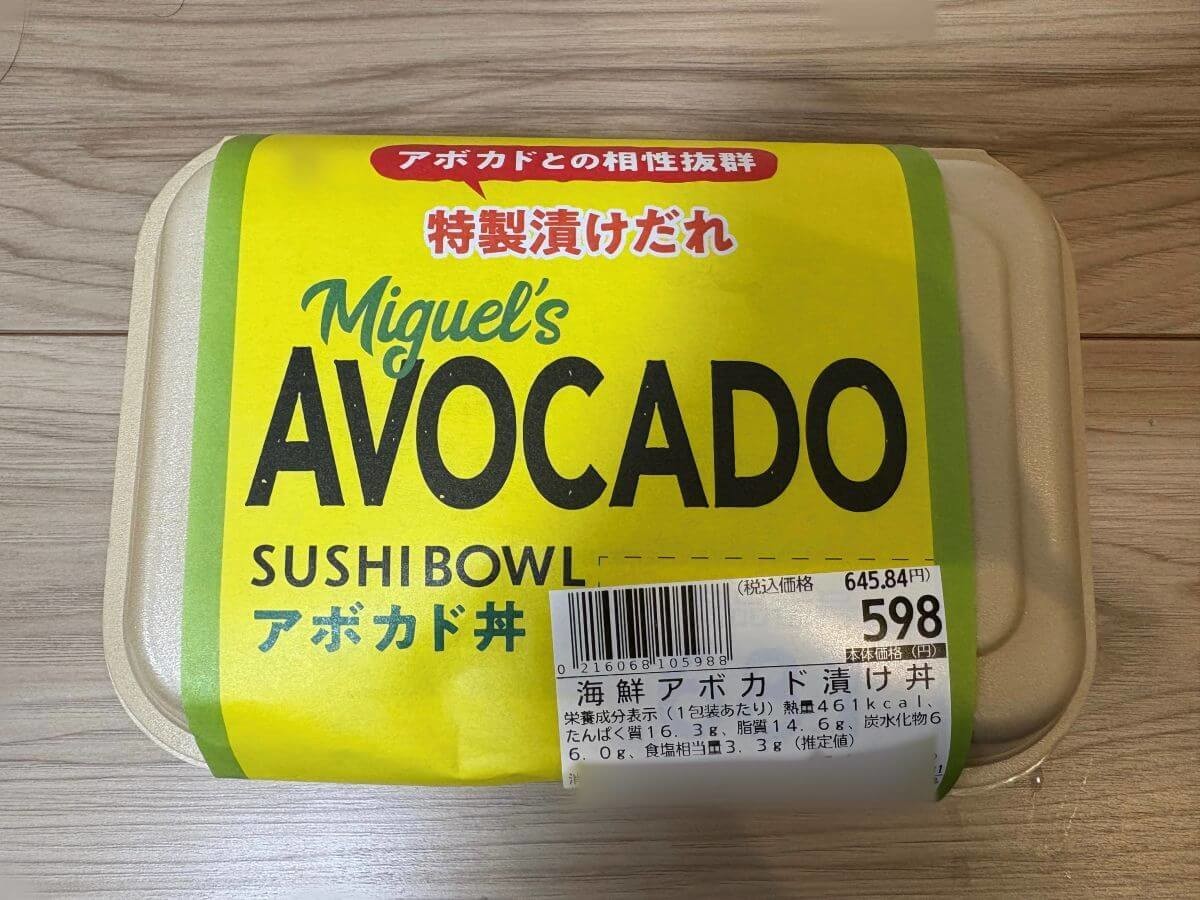 アボカドとの相性抜群
特製漬けだれ
Miguel's
AVOCADO
SUSHI BOWL
アボカド丼
(税込価格 645.84円)
598
本体価格(円)
0 216068 105988
海鮮アボカド漬け丼
栄養成分表示(1包装あたり)熱量461kcal、
たんぱく質16.3g、脂質14.6g、炭水化物6
6.0g、食塩相当量3.3g(推定値)